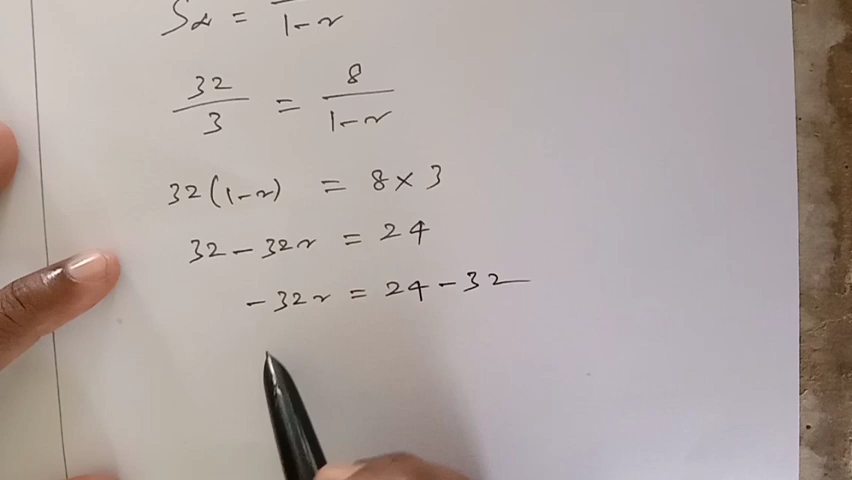 S∝ = /1-r
32/3 = 8/1-r
32(1-r) = 8×3
32-32r = 24
-32r = 24-32